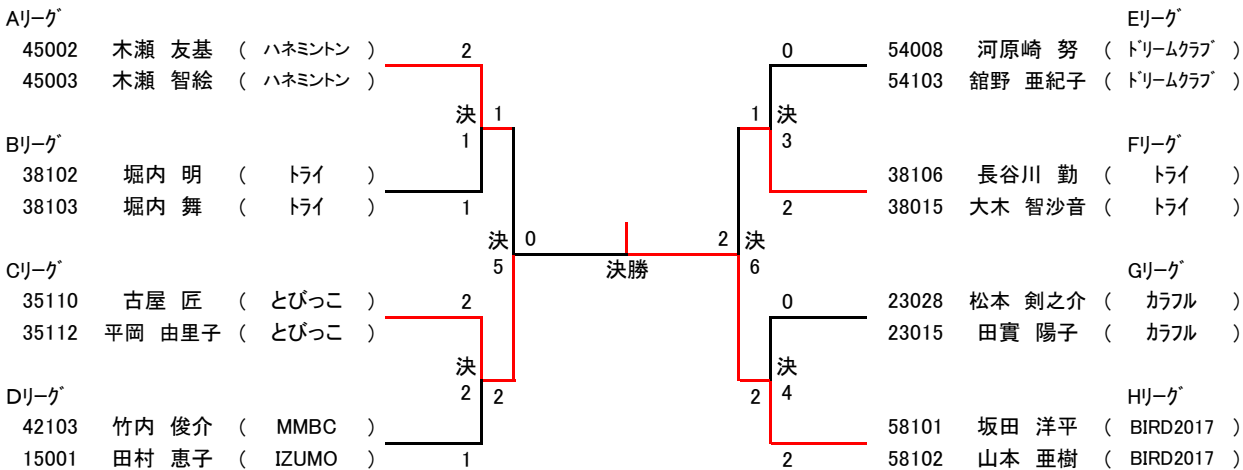 Aリーグ Eリーグ
45002 木瀬 友基 ( ハネミントン ) 2 0 54008 河原崎 努 ( ドリームクラブ )
45003 木瀬 智絵 ( ハネミントン ) 54103 舘野 亜紀子 ( ドリームクラブ )
決 1 1 決
Bリーグ 1 3 Fリーグ
38102 堀内 明 ( トライ ) 38106 長谷川 勤 ( トライ )
38103 堀内 舞 ( トライ ) 1 2 38015 大木 智沙音 ( トライ )
決 0 2 決
Cリーグ 5 決勝 6 Gリーグ
35110 古屋 匠 ( とびっこ ) 2 0 23028 松本 剣之介 ( カラフル )
35112 平岡 由里子 ( とびっこ ) 23015 田實 陽子 ( カラフル )
決 決
Dリーグ 2 2 2 4 Hリーグ
42103 竹内 俊介 ( MMBC ) 58101 坂田 洋平 ( BIRD2017 )
15001 田村 恵子 ( IZUMO ) 1 2 58102 山本 亜樹 ( BIRD2017 )